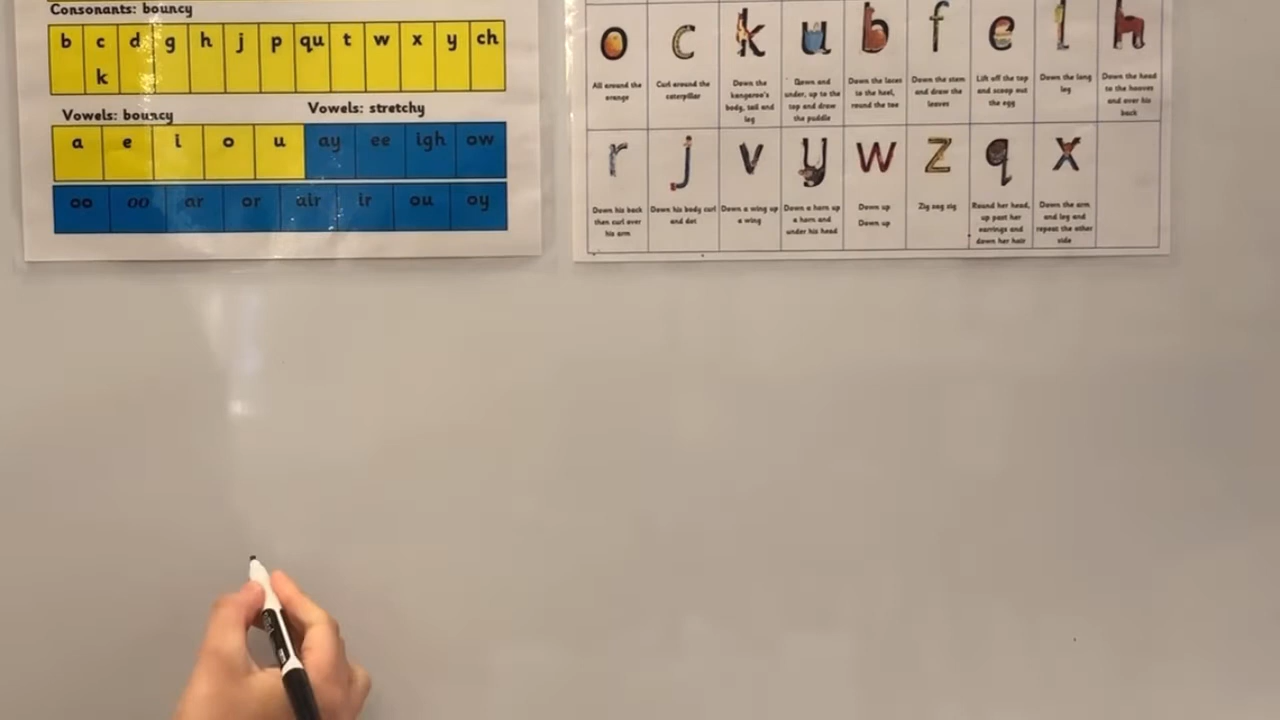 Consonants: bouncy
b c d g h j p qu t w x y ch
k
Vowels: bouncy Vowels: stretchy
a e i o u ay ee igh ow
oo oo ar or air ir ou oy
o c k u b f e l h
All around the orange
Curl around the caterpillar
Down the kangaroo's body, tail and leg
Down and under, up to the top and draw the puddle
Down the laces to the heel, round the toe
Down the stem and draw the leaves
Lift off the top and scoop out the egg
Down the long leg
Down the head to the hooves and over his back
r j v y w z q x
Down his back then curl over his arm
Down his body curl and dot
Down a wing up a wing
Down a horn up a horn and under his head
Down up Down up
Zig zag zig
Round her head, up past her earrings and down her hair
Down the arm and leg and repeat the other side